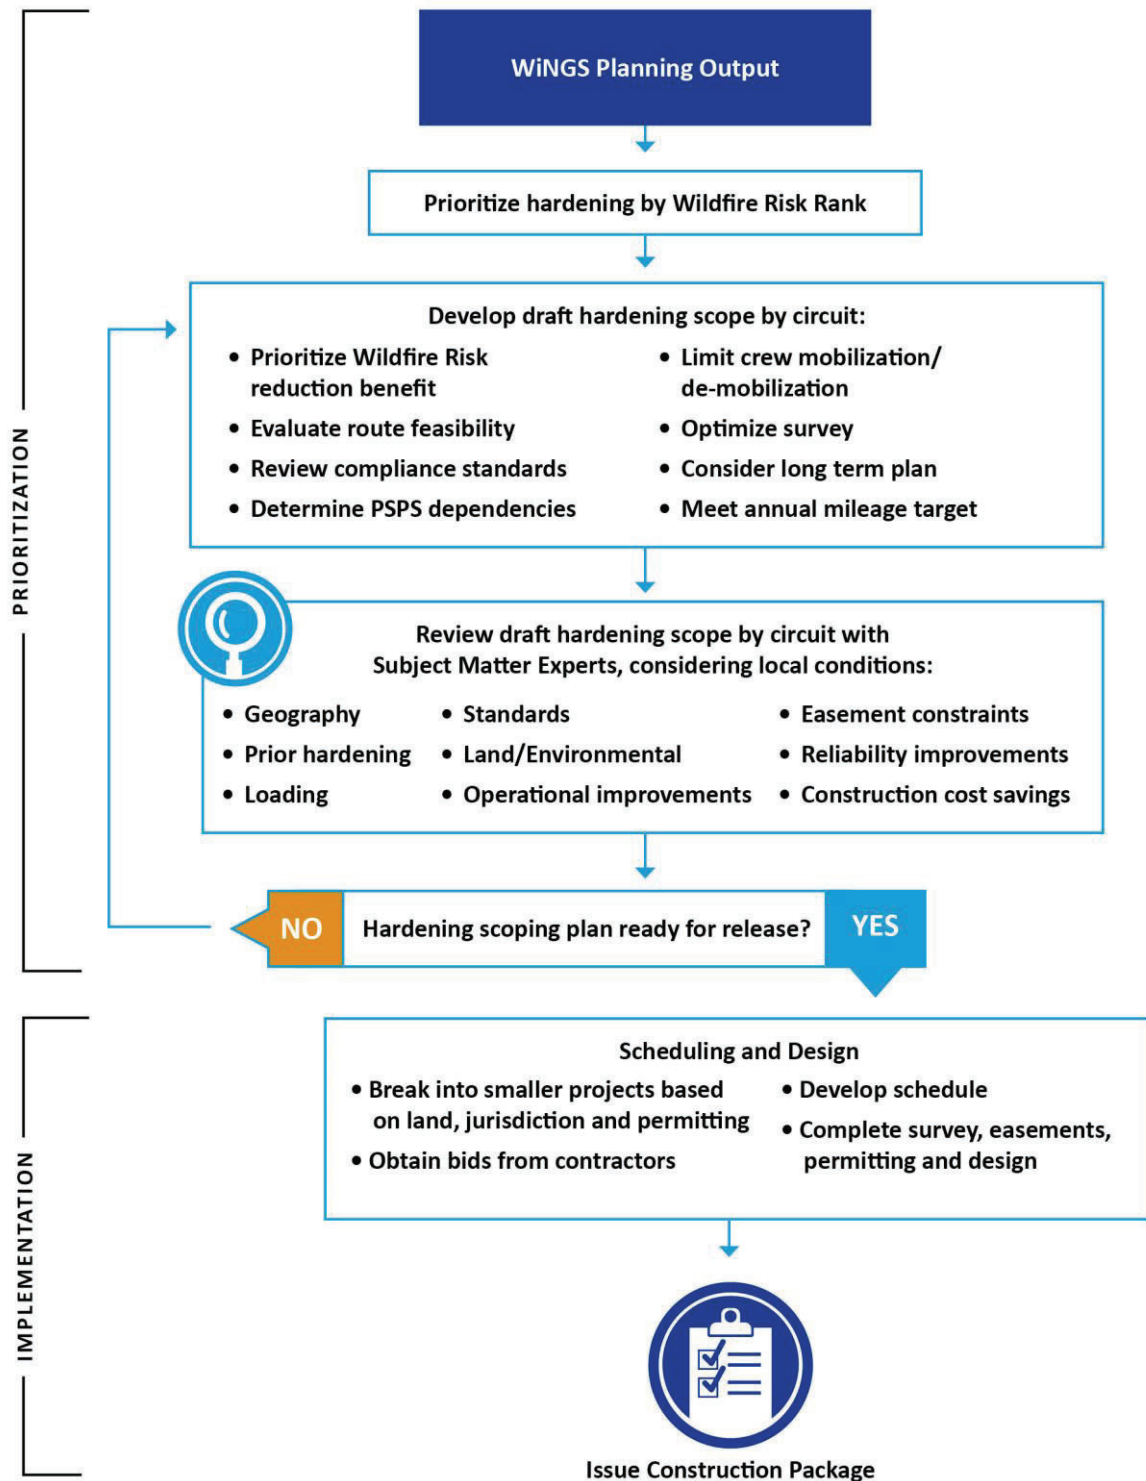 PRIORITIZATION
WiNGS Planning Output
Prioritize hardening by Wildfire Risk Rank
Develop draft hardening scope by circuit:
• Prioritize Wildfire Risk
reduction benefit
• Evaluate route feasibility
• Review compliance standards
• Determine PSPS dependencies
• Limit crew mobilization/
de-mobilization
• Optimize survey
• Consider long term plan
• Meet annual mileage target
Review draft hardening scope by circuit with
Subject Matter Experts, considering local conditions:
• Geography
• Prior hardening
• Loading
• Standards
• Land/Environmental
• Operational improvements
• Easement constraints
• Reliability improvements
• Construction cost savings
NO
Hardening scoping plan ready for release?
YES
IMPLEMENTATION
Scheduling and Design
• Break into smaller projects based
on land, jurisdiction and permitting
• Obtain bids from contractors
• Develop schedule
• Complete survey, easements,
permitting and design
Issue Construction Package